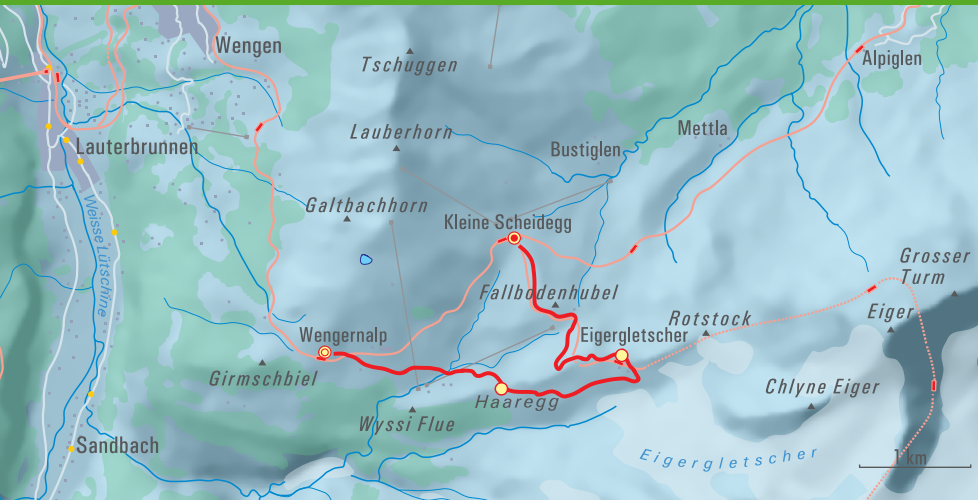 Wengen
Tschuggen
Alpiglen
Lauberhorn
Mettla
Lauterbrunnen
Bustiglen
Weisse Lütschine
Galtbachhorn
Kleine Scheidegg
Grosser
Turm
Fallbodenhubel
Rotstock
Eiger
Wengernalp
Eigergletscher
Girmschbiel
Chlyne Eiger
Haaregg
Wyssi Flue
Sandbach
Eigergletscher
1 km